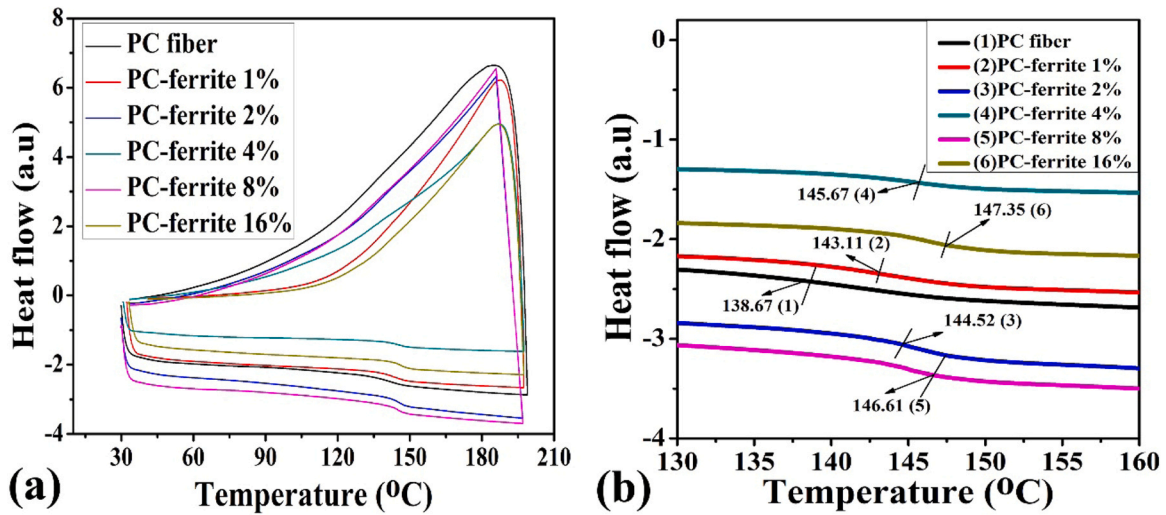 8
6
4
2
0
-2
-4
Heat flow (a.u)
PC fiber
PC-ferrite 1%
PC-ferrite 2%
PC-ferrite 4%
PC-ferrite 8%
PC-ferrite 16%
30 60 90 120 150 180 210
Temperature (⁰C)
(a)
0
-1
-2
-3
-4
Heat flow (a.u)
(1)PC fiber
(2)PC-ferrite 1%
(3)PC-ferrite 2%
(4)PC-ferrite 4%
(5)PC-ferrite 8%
(6)PC-ferrite 16%
145.67 (4)
147.35 (6)
143.11 (2)
138.67 (1)
144.52 (3)
146.61 (5)
130 135 140 145 150 155 160
Temperature (⁰C)
(b)